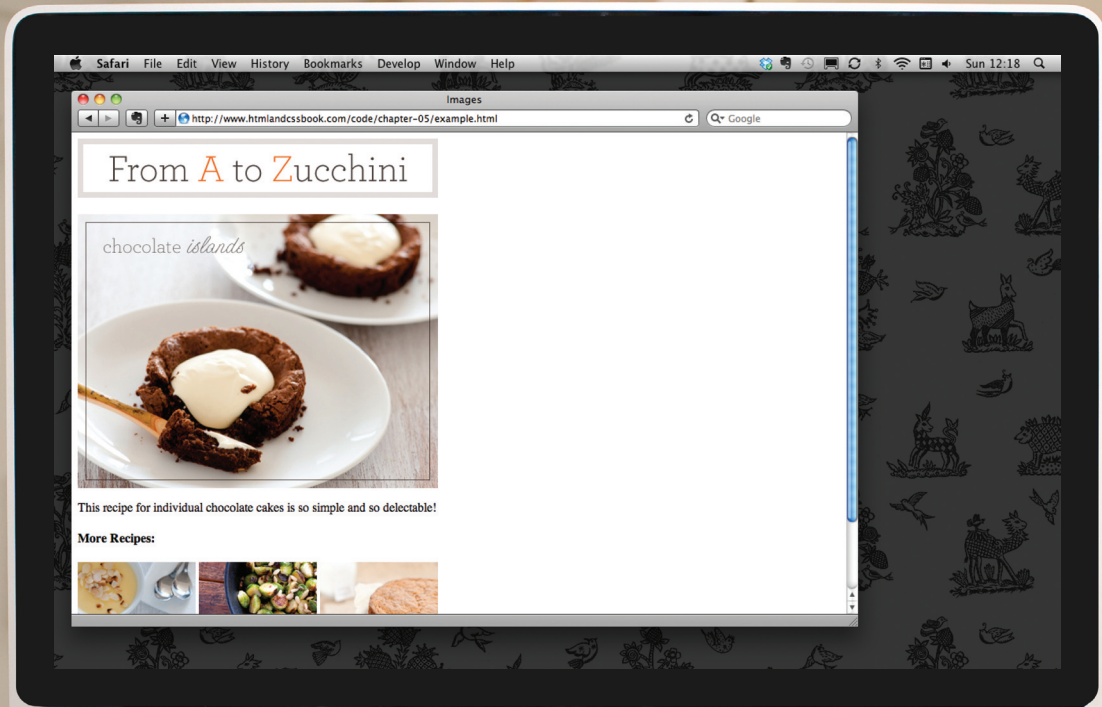 Safari File Edit View History Bookmarks Develop Window Help Sun 12:18
Images
http://www.htmlandcssbook.com/code/chapter-05/example.html
Google
From A to Zucchini
chocolate islands
This recipe for individual chocolate cakes is so simple and so delectable!
More Recipes: